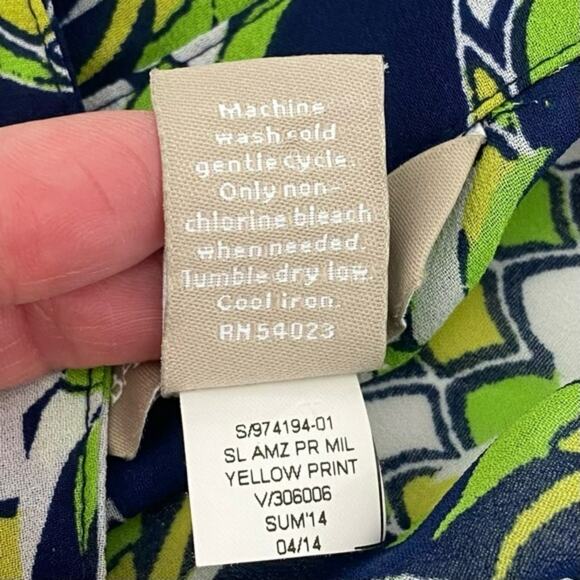 Machine
wash cold
gentle cycle.
Only non-
chlorine bleach
when needed.
Tumble dry low.
Cool iron.
RN 54023
S/974194-01
SL AMZ PR MIL
YELLOW PRINT
V/306006
SUM'14
04/14